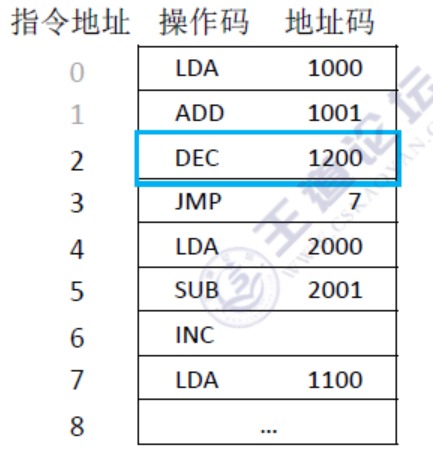 指令地址 操作码 地址码
0 LDA 1000
1 ADD 1001
2 DEC 1200
3 JMP 7
4 LDA 2000
5 SUB 2001
6 INC
7 LDA 1100
8 ...
王道论坛